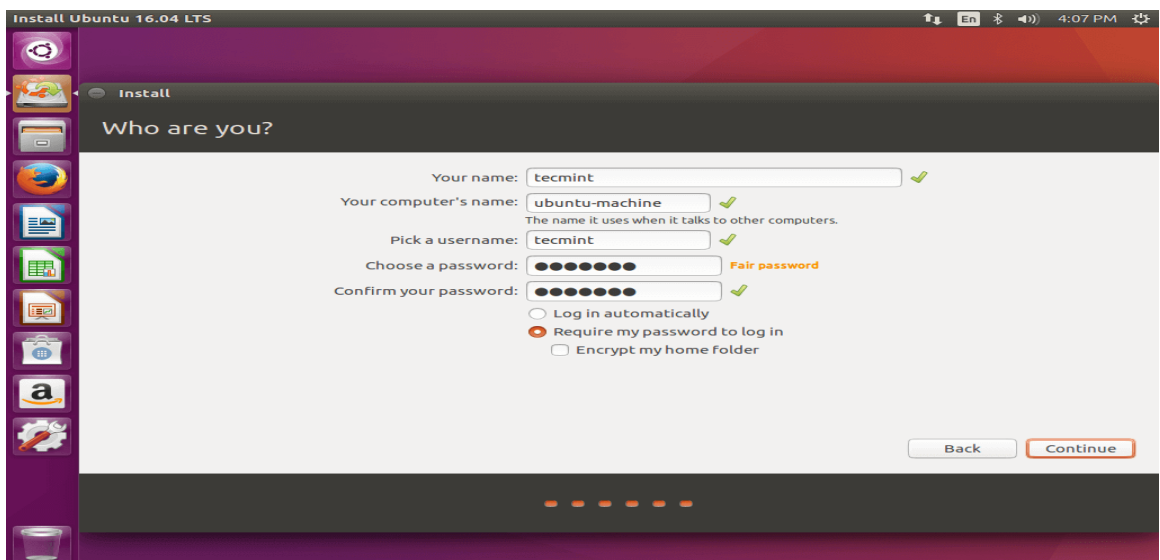 Install Ubuntu 16.04 LTS
En
4:07 PM
Install
Who are you?
Your name: tecmint
Your computer's name: ubuntu-machine
The name it uses when it talks to other computers.
Pick a username: tecmint
Choose a password: ●●●●●●● Fair password
Confirm your password: ●●●●●●●
Log in automatically
Require my password to log in
Encrypt my home folder
Back
Continue
a